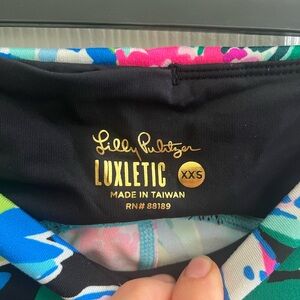 Lilly Pulitzer
LUXLETIC XXS
MADE IN TAIWAN
RN# 88189